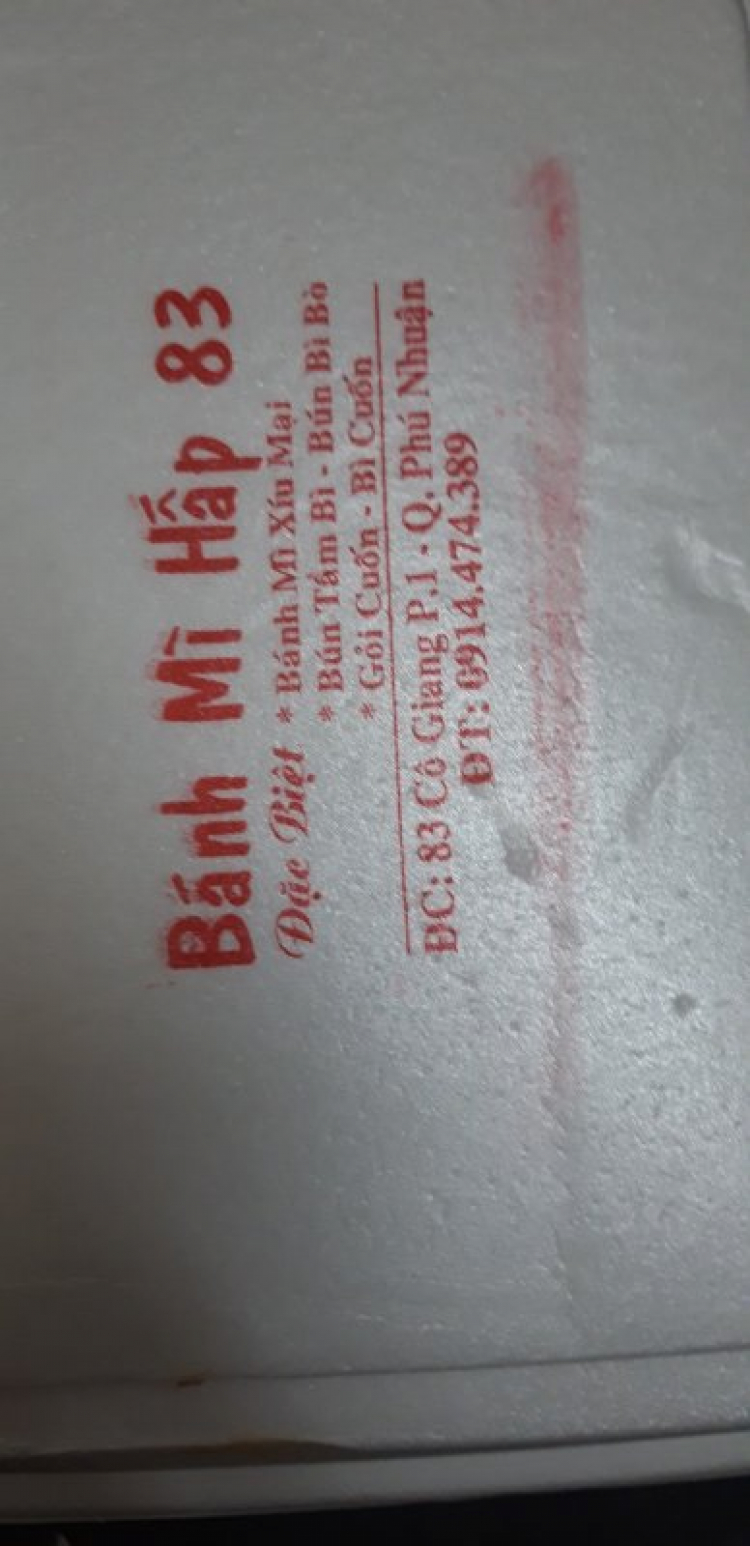 Bánh Mì Hấp 83
Đặc Biệt * Bánh Mì Xíu Mại
* Bún Tầm Bì - Bún Bì Bò
* Gỏi Cuốn - Bì Cuốn
ĐC: 83 Cô Giang P.1 - Q. Phú Nhuận
ĐT: 0914.474.389